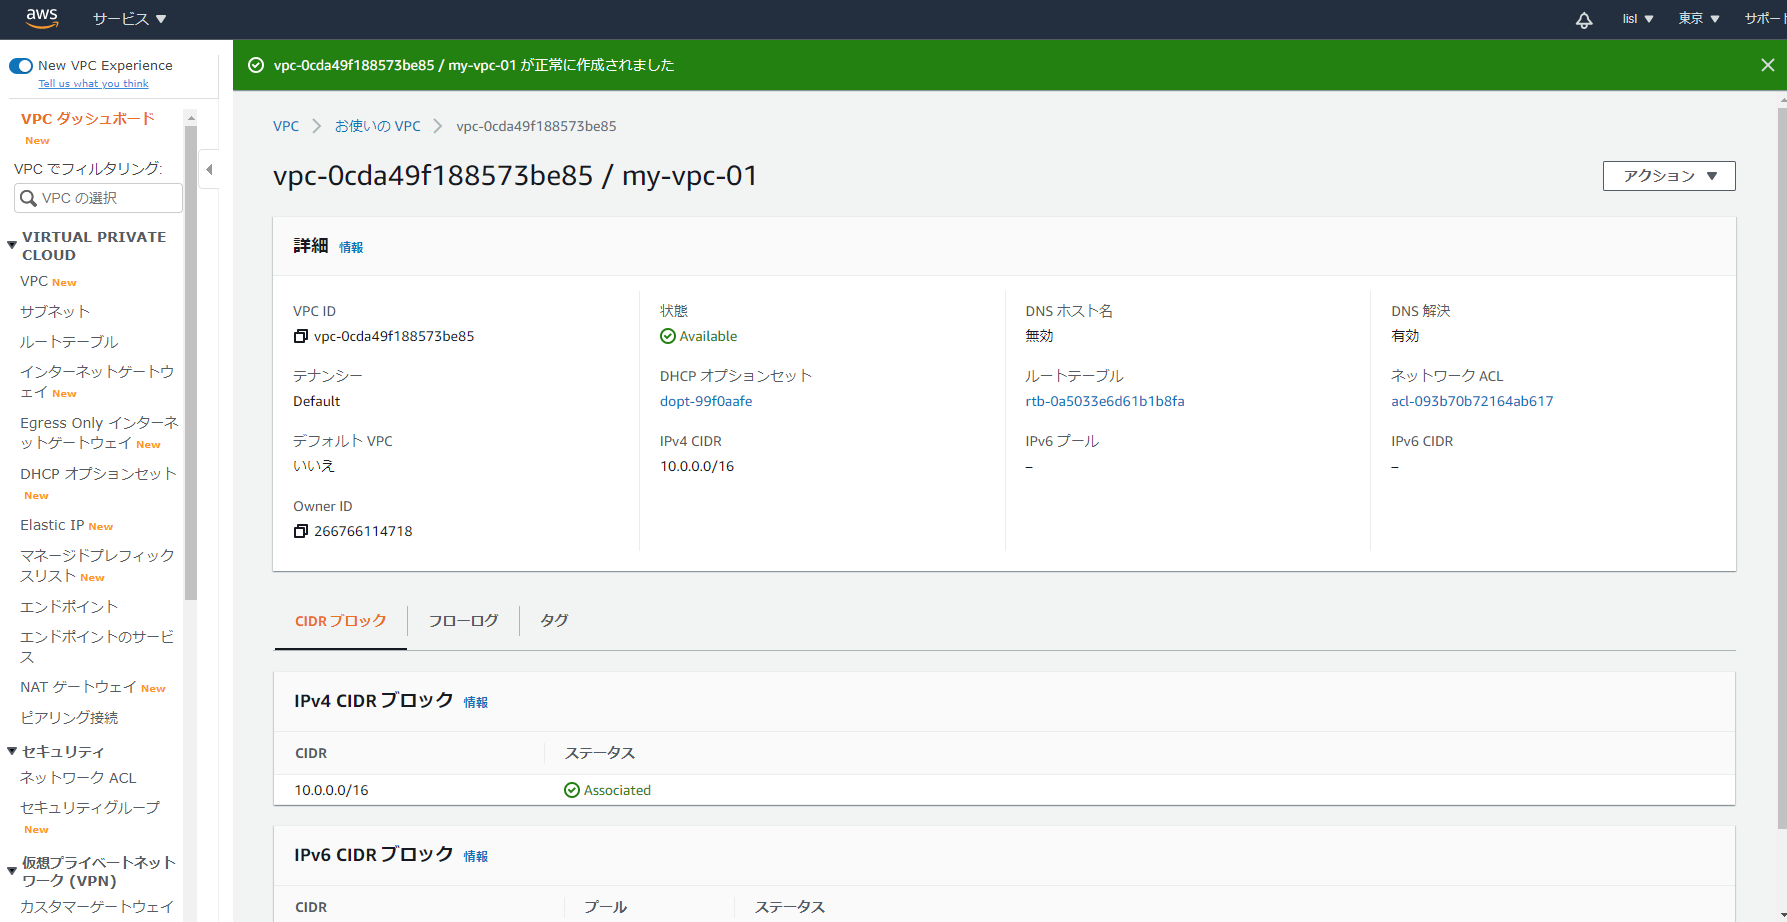 aws サービス lisl 東京 サポート
New VPC Experience
Tell us what you think
vpc-0cda49f188573be85 / my-vpc-01 が正常に作成されました
VPC ダッシュボード
New
VPC でフィルタリング:
VPC の選択
VIRTUAL PRIVATE
CLOUD
VPC New
サブネット
ルートテーブル
インターネットゲートウ
ェイ New
Egress Only インターネ
ットゲートウェイ New
DHCP オプションセット
New
Elastic IP New
マネージドプレフィック
スリスト New
エンドポイント
エンドポイントのサービ
ス
NAT ゲートウェイ New
ピアリング接続
セキュリティ
ネットワーク ACL
セキュリティグループ
New
仮想プライベートネット
ワーク (VPN)
カスタマーゲートウェイ
VPC お使いの VPC vpc-0cda49f188573be85
vpc-0cda49f188573be85 / my-vpc-01
アクション
詳細 情報
VPC ID
vpc-0cda49f188573be85
状態
Available
DNS ホスト名
無効
DNS 解決
有効
テナンシー
Default
DHCP オプションセット
dopt-99f0aafe
ルートテーブル
rtb-0a5033e6d61b1b8fa
ネットワーク ACL
acl-093b70b72164ab617
デフォルト VPC
いいえ
IPv4 CIDR
10.0.0.0/16
IPv6 プール
–
IPv6 CIDR
–
Owner ID
266766114718
CIDR ブロック フローログ タグ
IPv4 CIDR ブロック 情報
CIDR ステータス
10.0.0.0/16 Associated
IPv6 CIDR ブロック 情報
CIDR プール ステータス